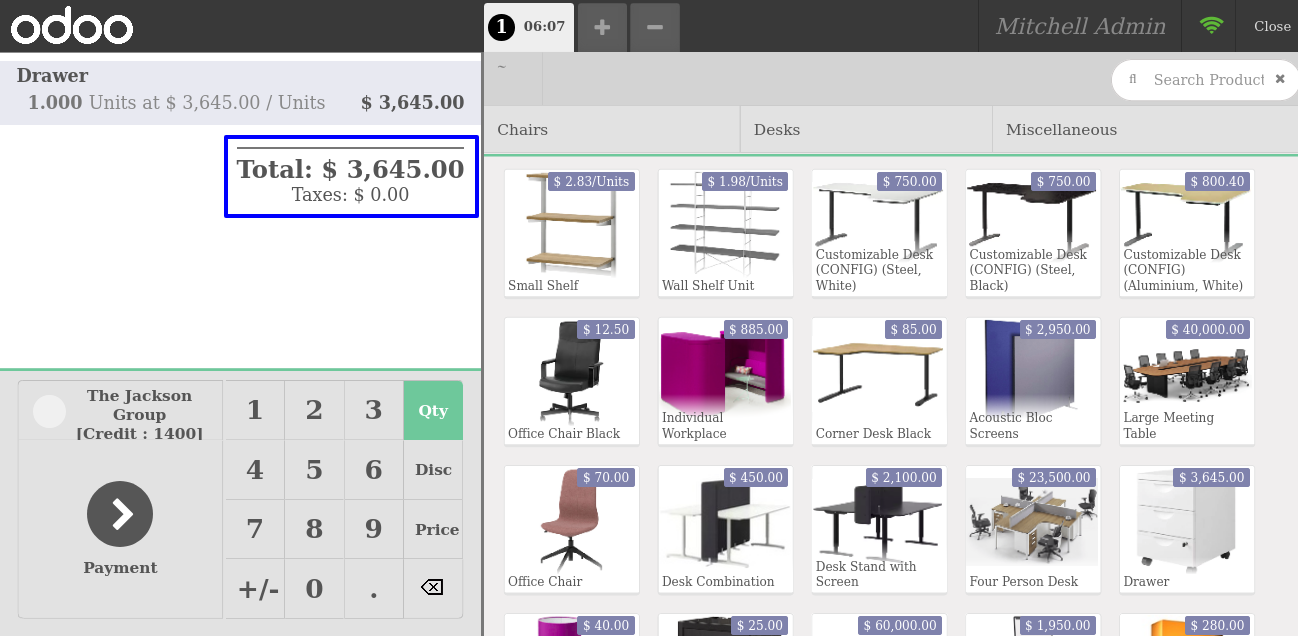 odoo
1 06:07 + −
Mitchell Admin
Close
Drawer
1.000 Units at $ 3,645.00 / Units $ 3,645.00
Total: $ 3,645.00
Taxes: $ 0.00
~
Search Product
Chairs Desks Miscellaneous
$ 2.83/Units
Small Shelf
$ 1.98/Units
Wall Shelf Unit
$ 750.00
Customizable Desk
(CONFIG) (Steel,
White)
$ 750.00
Customizable Desk
(CONFIG) (Steel,
Black)
$ 800.40
Customizable Desk
(CONFIG)
(Aluminium, White)
$ 12.50
Office Chair Black
$ 885.00
Individual
Workplace
$ 85.00
Corner Desk Black
$ 2,950.00
Acoustic Bloc
Screens
$ 40,000.00
Large Meeting
Table
$ 70.00
Office Chair
$ 450.00
Desk Combination
$ 2,100.00
Desk Stand with
Screen
$ 23,500.00
Four Person Desk
$ 3,645.00
Drawer
$ 40.00
$ 25.00
$ 60,000.00
$ 1,950.00
$ 280.00
The Jackson
Group
[Credit : 1400]
Payment
1 2 3 Qty
4 5 6 Disc
7 8 9 Price
+/- 0 .